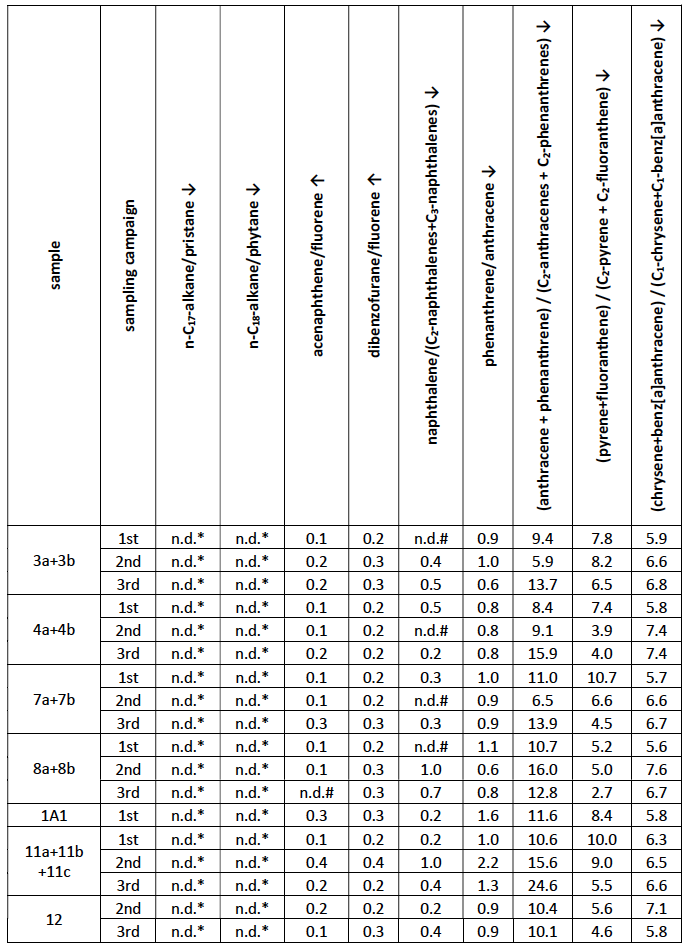 sample sampling campaign n-C₁₇-alkane/pristane ↓ n-C₁₈-alkane/phytane ↓ acenaphthene/fluorene ↑ dibenzofurane/fluorene ↑ naphthalene/(C₂-naphthalenes+C₃-naphthalenes) ↓ phenanthrene/anthracene ↓ (anthracene + phenanthrene) / (C₂-anthracenes + C₂-phenanthrenes) ↓ (pyrene+fluoranthene) / (C₂-pyrene + C₂-fluoranthene) ↓ (chrysene+benz[a]anthracene) / (C₁-chrysene+C₁-benz[a]anthracene) ↓
3a+3b 1st n.d.* n.d.* 0.1 0.2 n.d.# 0.9 9.4 7.8 5.9
2nd n.d.* n.d.* 0.2 0.3 0.4 1.0 5.9 8.2 6.6
3rd n.d.* n.d.* 0.2 0.3 0.5 0.6 13.7 6.5 6.8
4a+4b 1st n.d.* n.d.* 0.1 0.2 0.5 0.8 8.4 7.4 5.8
2nd n.d.* n.d.* 0.1 0.2 n.d.# 0.8 9.1 3.9 7.4
3rd n.d.* n.d.* 0.2 0.2 0.2 0.8 15.9 4.0 7.4
7a+7b 1st n.d.* n.d.* 0.1 0.2 0.3 1.0 11.0 10.7 5.7
2nd n.d.* n.d.* 0.1 0.2 n.d.# 0.9 6.5 6.6 6.6
3rd n.d.* n.d.* 0.3 0.3 0.3 0.9 13.9 4.5 6.7
8a+8b 1st n.d.* n.d.* 0.1 0.2 n.d.# 1.1 10.7 5.2 5.6
2nd n.d.* n.d.* 0.1 0.3 1.0 0.6 16.0 5.0 7.6
3rd n.d.* n.d.* n.d.# 0.3 0.7 0.8 12.8 2.7 6.7
1A1 1st n.d.* n.d.* 0.3 0.3 0.2 1.6 11.6 8.4 5.8
11a+11b +11c 1st n.d.* n.d.* 0.1 0.2 0.2 1.0 10.6 10.0 6.3
2nd n.d.* n.d.* 0.4 0.4 1.0 2.2 15.6 9.0 6.5
3rd n.d.* n.d.* 0.2 0.2 0.4 1.3 24.6 5.5 6.6
12 2nd n.d.* n.d.* 0.2 0.2 0.2 0.9 10.4 5.6 7.1
3rd n.d.* n.d.* 0.1 0.3 0.4 0.9 10.1 4.6 5.8